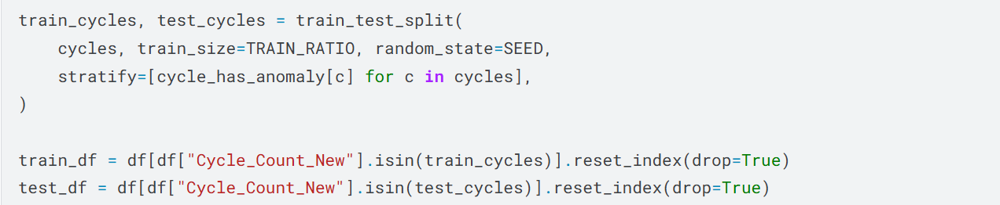 train_cycles, test_cycles = train_test_split(
    cycles, train_size=TRAIN_RATIO, random_state=SEED,
    stratify=[cycle_has_anomaly[c] for c in cycles],
)

train_df = df[df["Cycle_Count_New"].isin(train_cycles)].reset_index(drop=True)
test_df = df[df["Cycle_Count_New"].isin(test_cycles)].reset_index(drop=True)